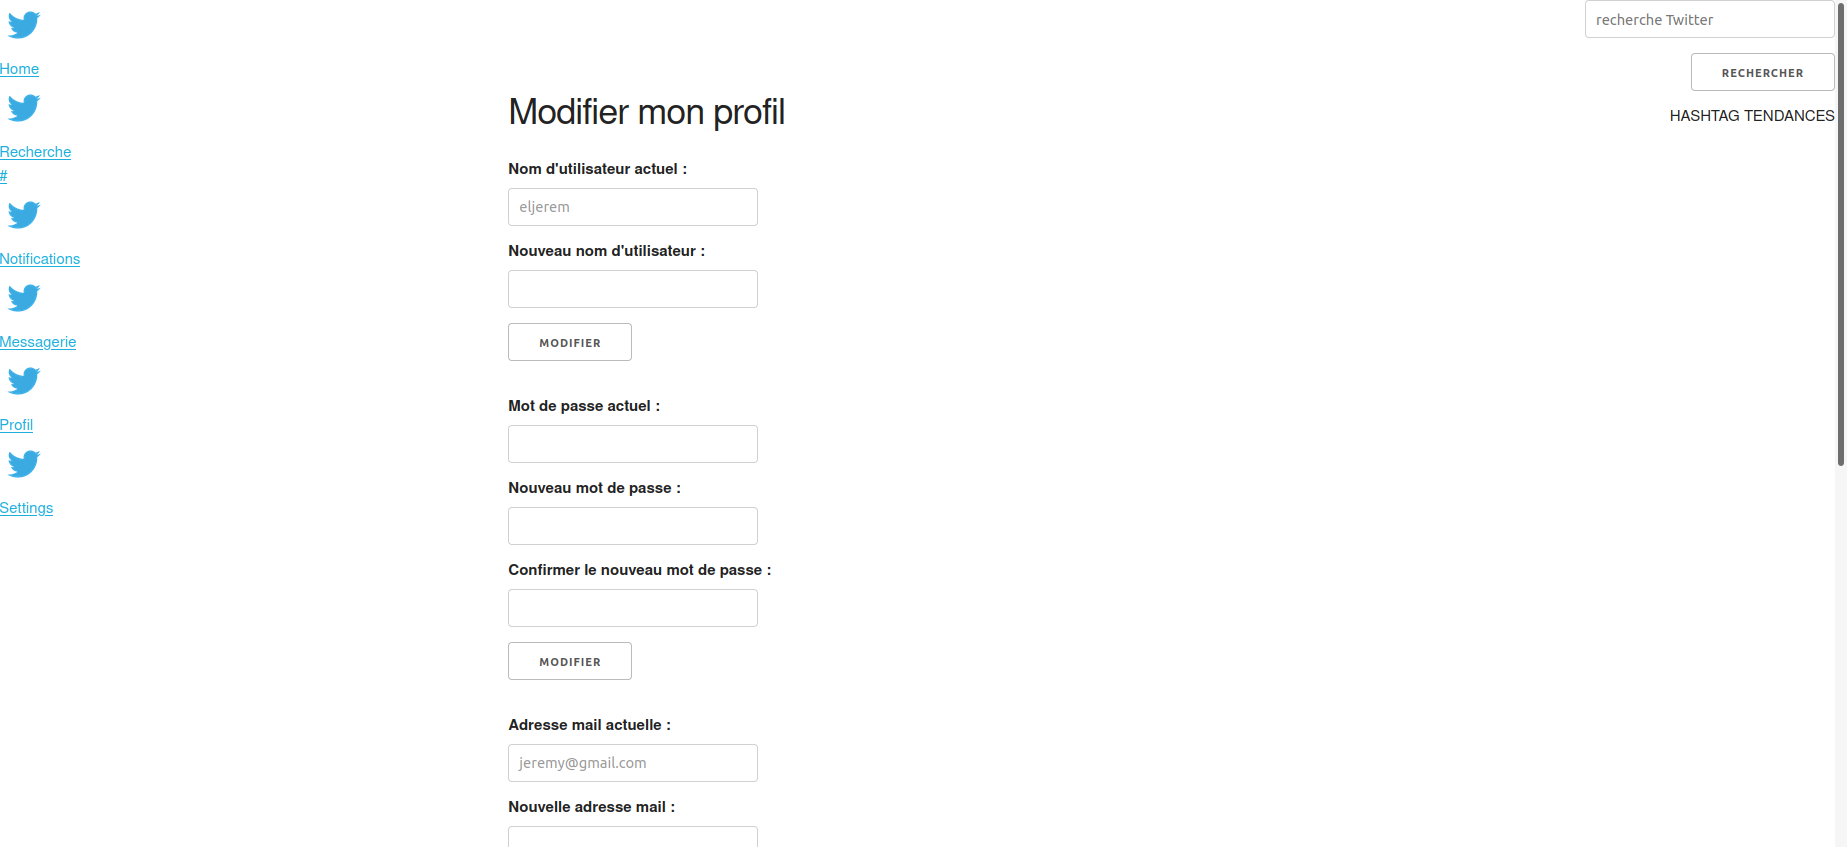 Home
Recherche
#
Notifications
Messagerie
Profil
Settings
Modifier mon profil
Nom d'utilisateur actuel :
eljerem
Nouveau nom d'utilisateur :
MODIFIER
Mot de passe actuel :
Nouveau mot de passe :
Confirmer le nouveau mot de passe :
MODIFIER
Adresse mail actuelle :
jeremy@gmail.com
Nouvelle adresse mail :
recherche Twitter
RECHERCHER
HASHTAG TENDANCES